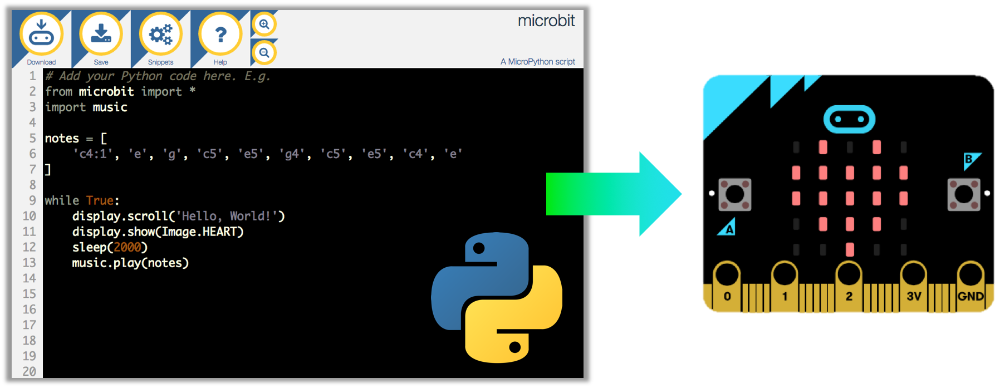 microbit
Download Save Snippets ? Help
A MicroPython script
1 # Add your Python code here. E.g.
2 from microbit import *
3 import music
4
5 notes = [
6     'c4:1', 'e', 'g', 'c5', 'e5', 'g4', 'c5', 'e5', 'c4', 'e'
7 ]
8
9 while True:
10     display.scroll('Hello, World!')
11     display.show(Image.HEART)
12     sleep(2000)
13     music.play(notes)
14
15
16
17
18
19
20
B
A
0 1 2 3V GND